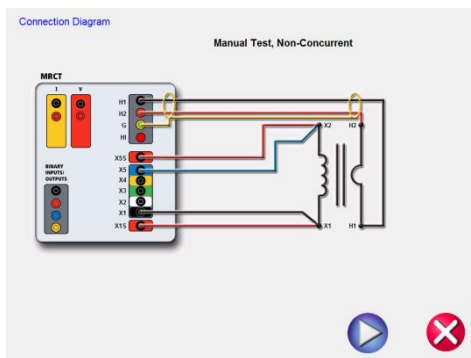 Connection Diagram
Manual Test, Non-Concurrent
MRCT
I V
H1
H2
G
HI
X5S
X5
X4
X3
X2
X1
X1S
BINARY
INPUTS/
OUTPUTS
X2 H2
X1 H1